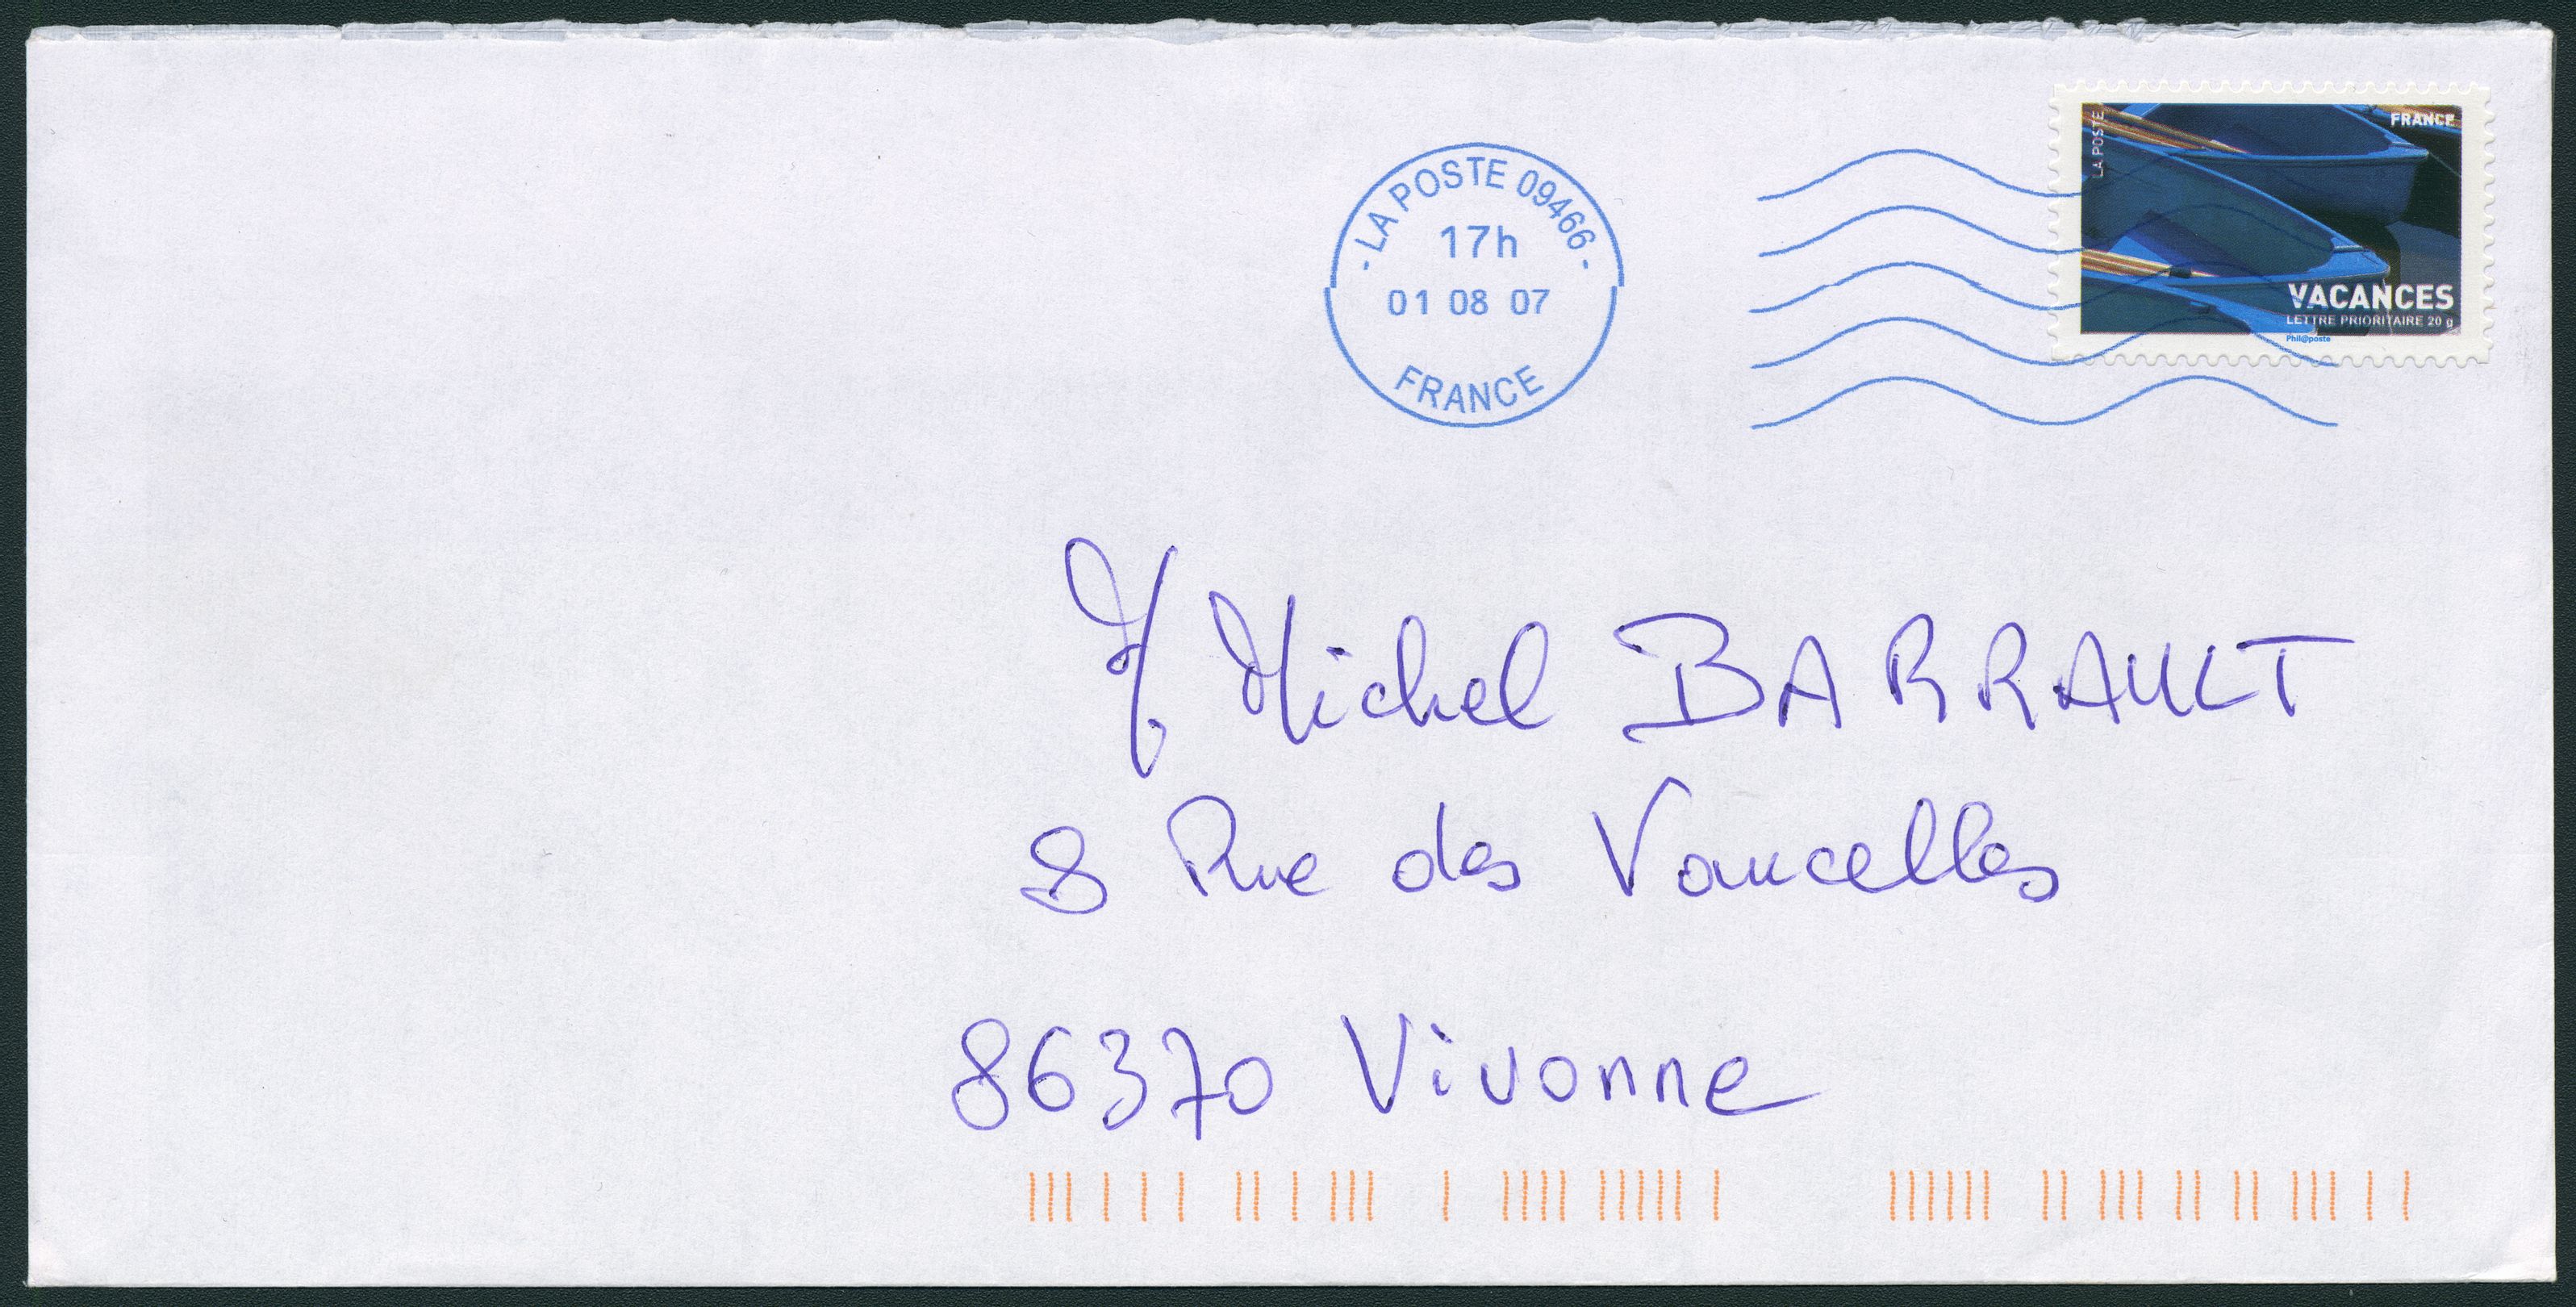 - LA POSTE 09466 -
17h
01 08 07
FRANCE
LA POSTE
FRANCE
VACANCES
LETTRE PRIORITAIRE 20 g
Phil@poste
M. Michel BARRAULT
8 Rue des Vaucelles
86370 Vivonne